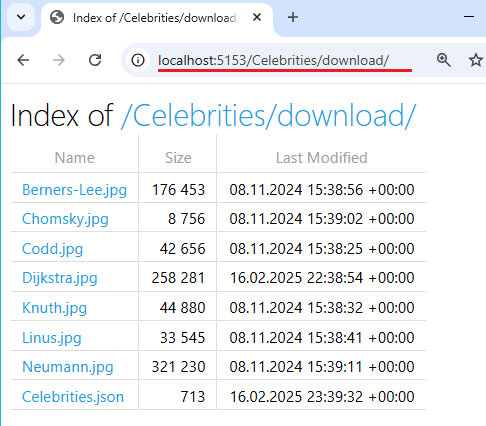 Index of /Celebrities/download/
localhost:5153/Celebrities/download/
Index of /Celebrities/download/
Name Size Last Modified
Berners-Lee.jpg 176 453 08.11.2024 15:38:56 +00:00
Chomsky.jpg 8 756 08.11.2024 15:39:02 +00:00
Codd.jpg 42 656 08.11.2024 15:38:25 +00:00
Dijkstra.jpg 258 281 16.02.2025 22:38:54 +00:00
Knuth.jpg 44 880 08.11.2024 15:38:32 +00:00
Linus.jpg 33 545 08.11.2024 15:38:41 +00:00
Neumann.jpg 321 230 08.11.2024 15:39:11 +00:00
Celebrities.json 713 16.02.2025 23:39:32 +00:00